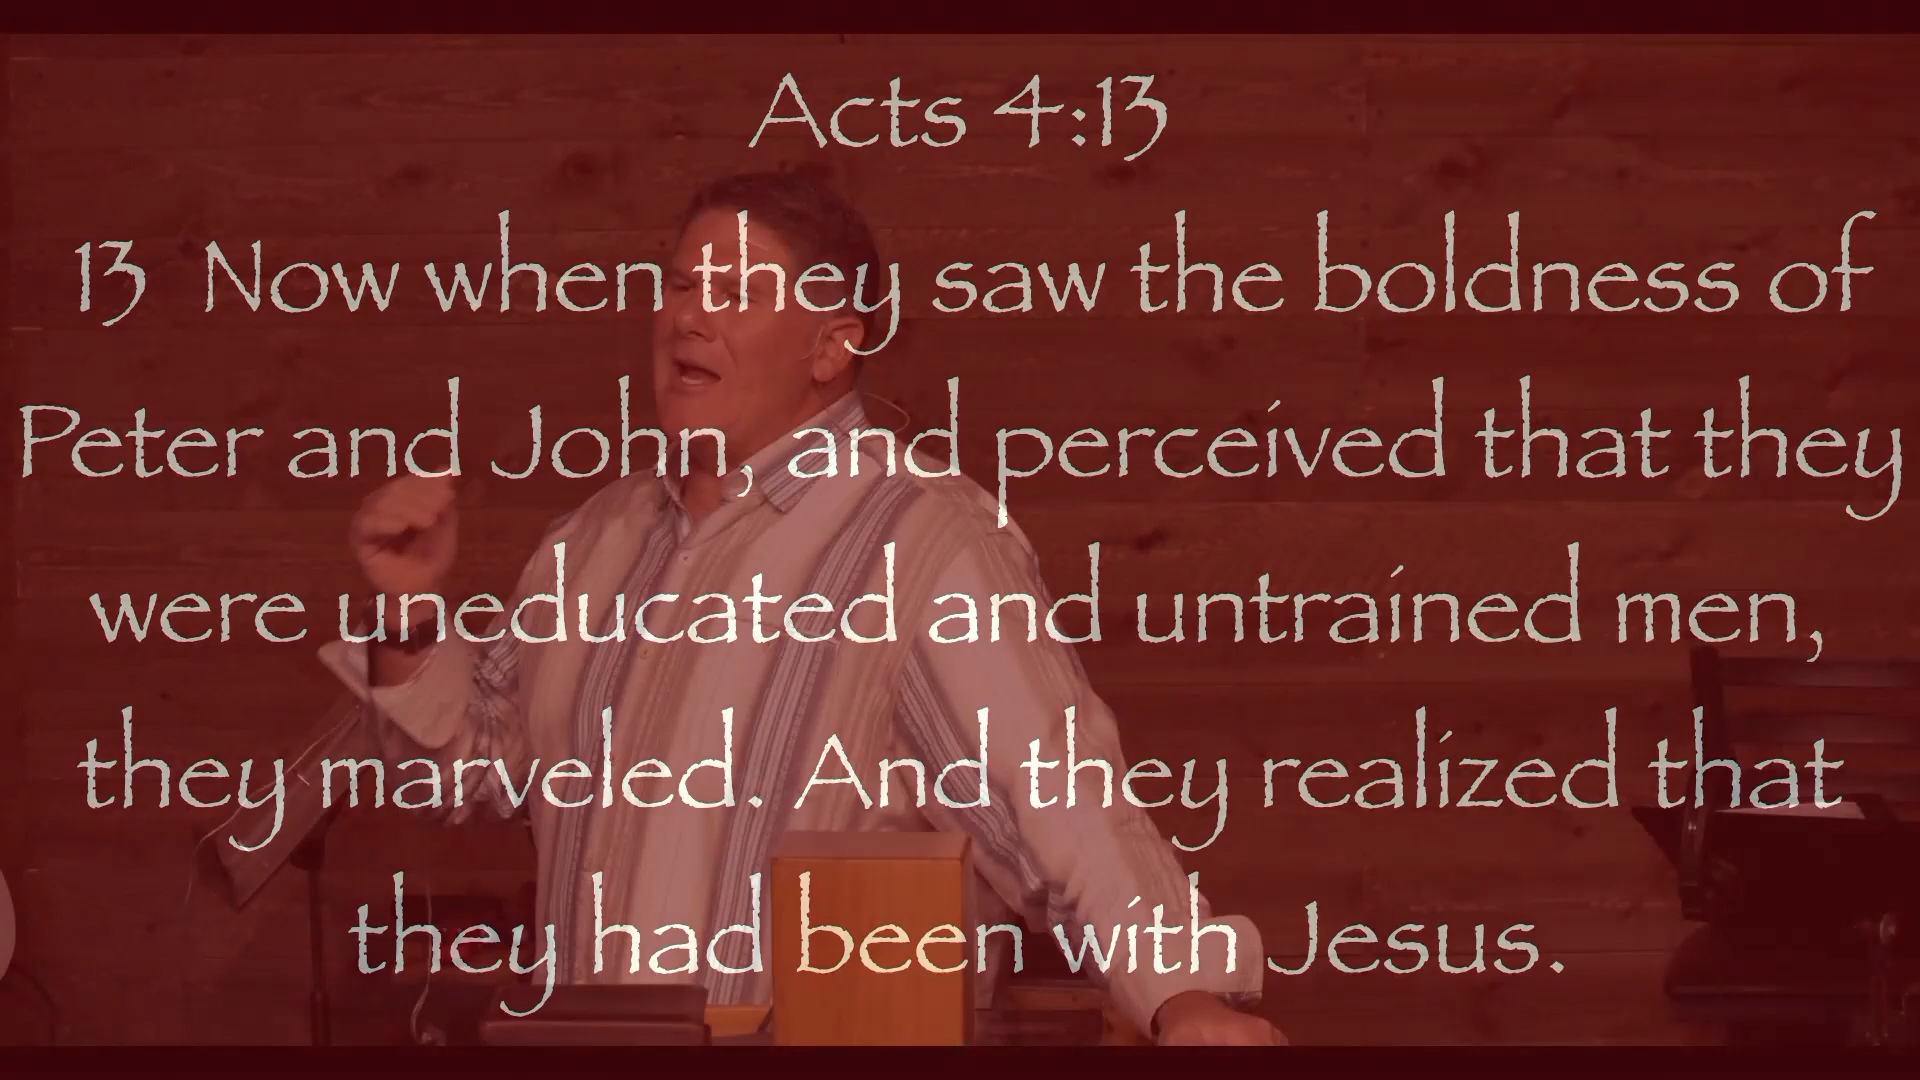 Acts 4:13
13 Now when they saw the boldness of
Peter and John, and perceived that they
were uneducated and untrained men,
they marveled. And they realized that
they had been with Jesus.